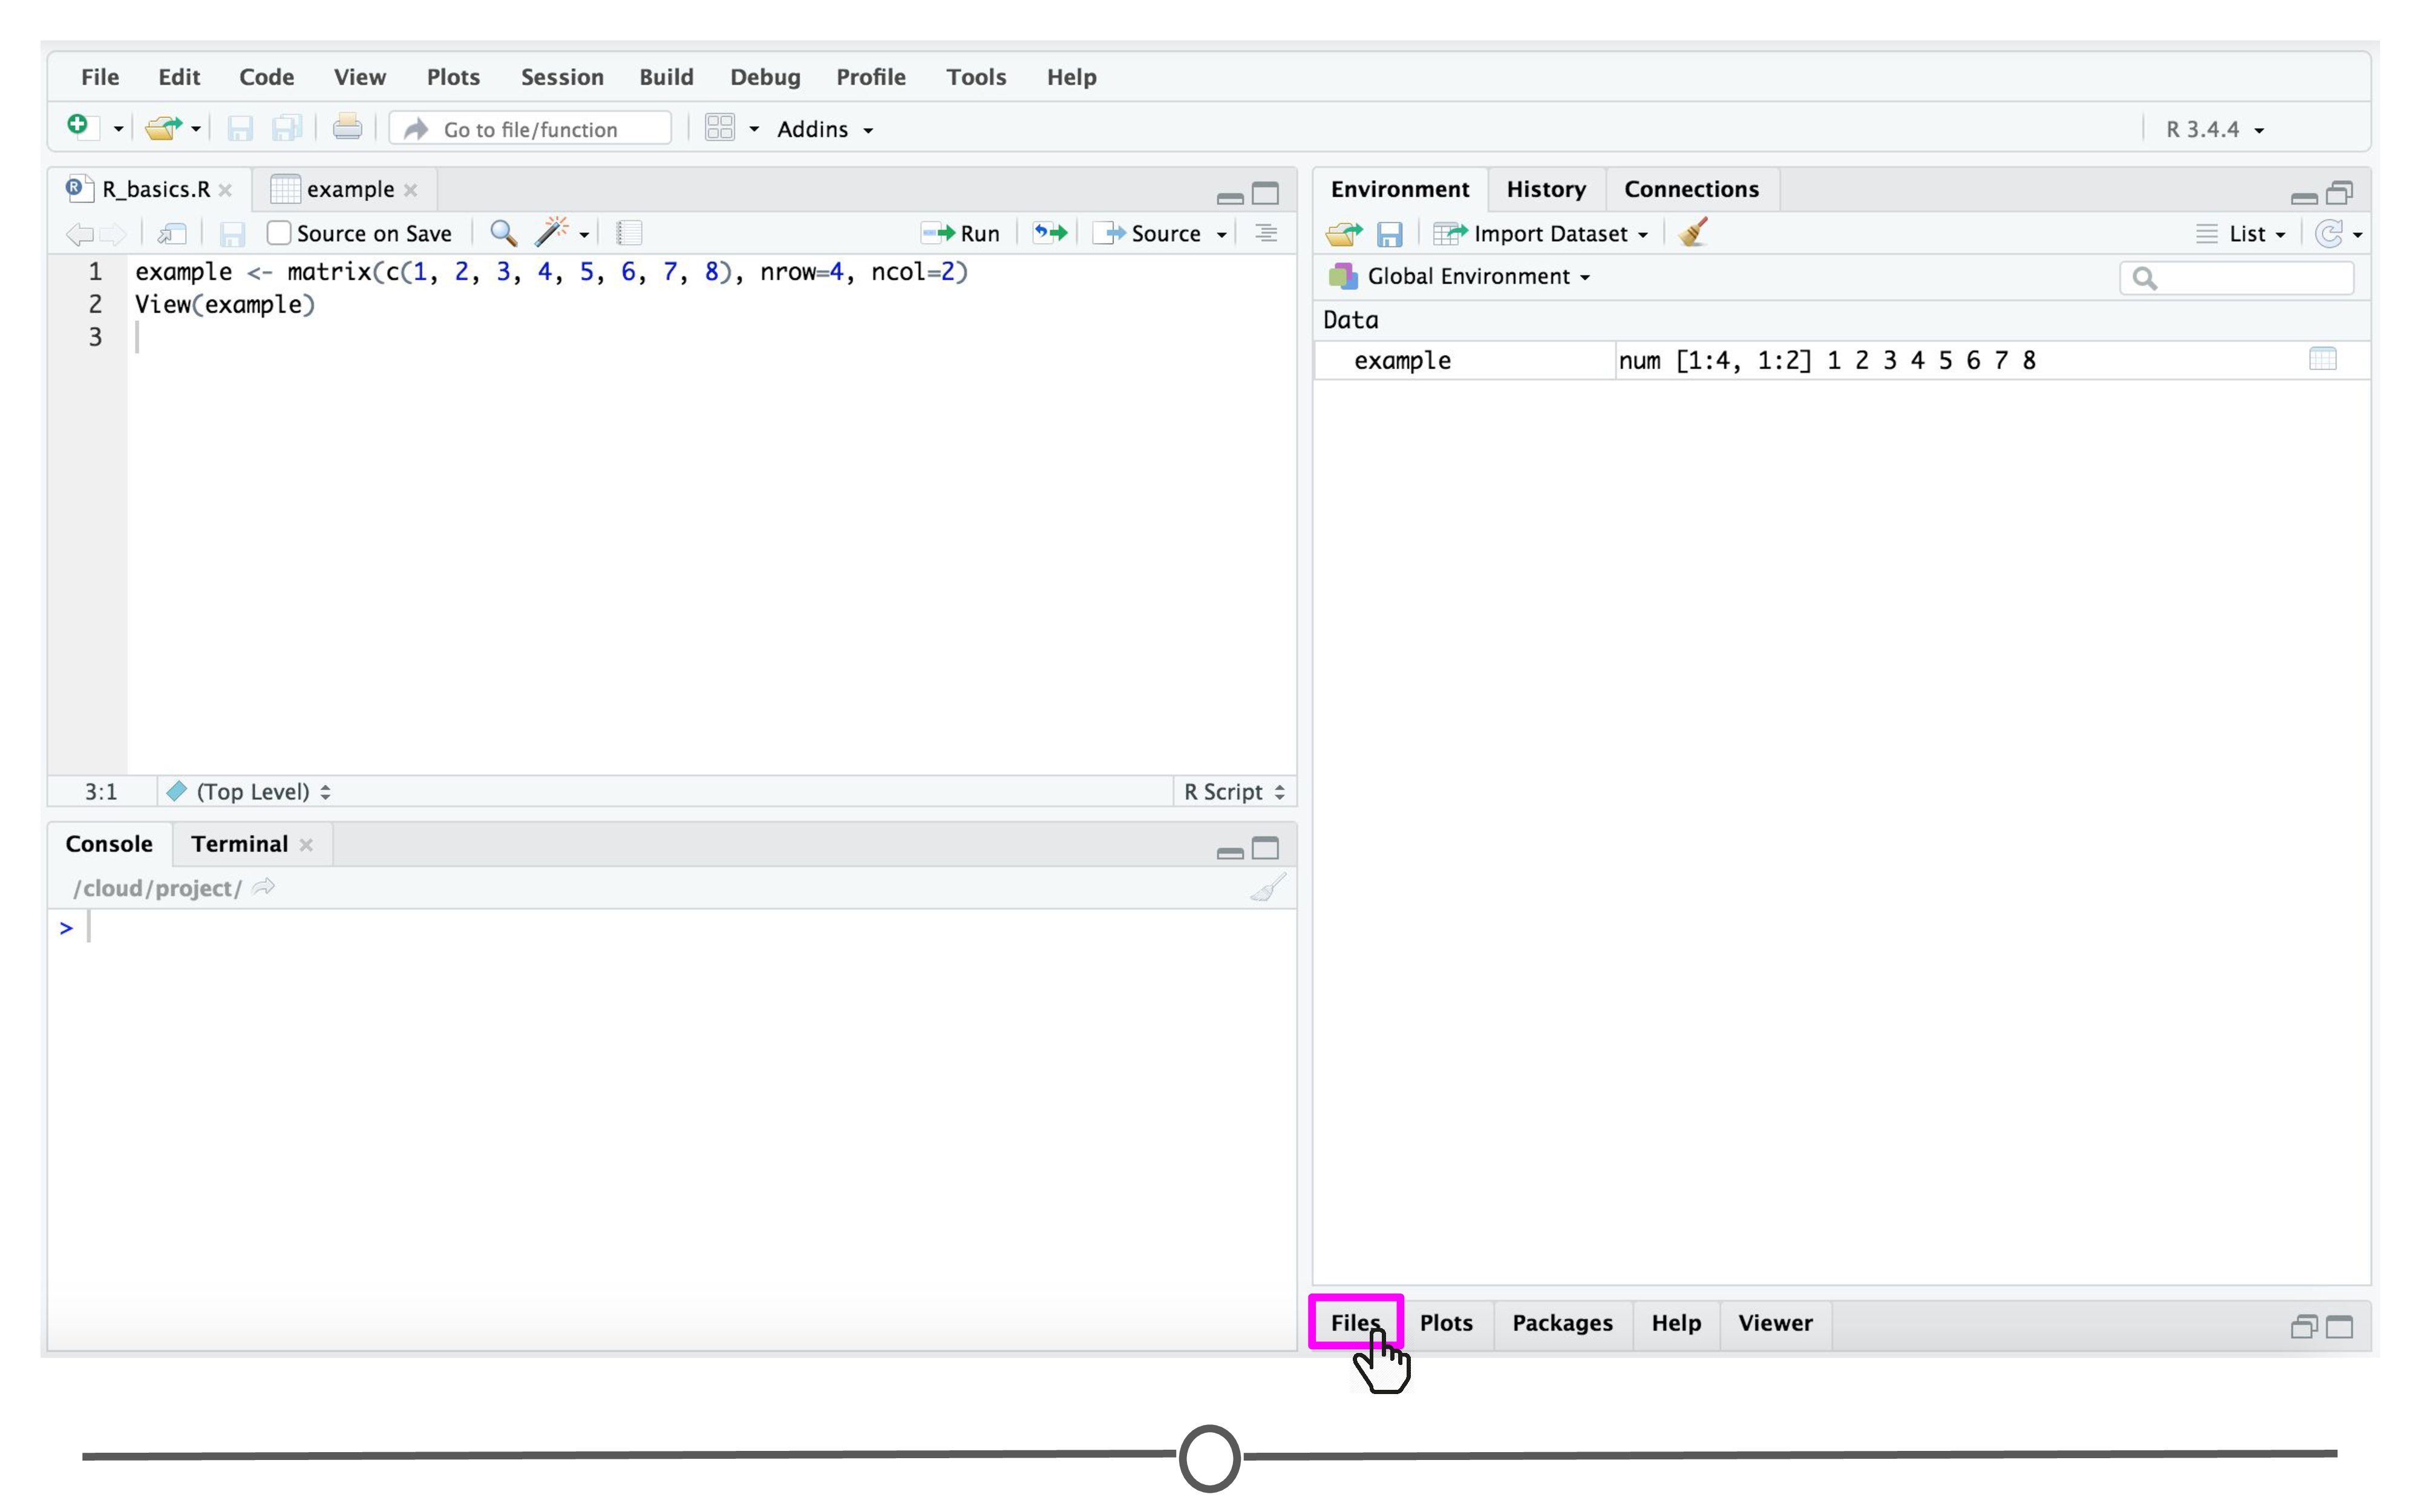 File Edit Code View Plots Session Build Debug Profile Tools Help
Go to file/function Addins R 3.4.4
R_basics.R example
Source on Save Run Source
1 example <- matrix(c(1, 2, 3, 4, 5, 6, 7, 8), nrow=4, ncol=2)
2 View(example)
3
3:1 (Top Level) R Script
Console Terminal
/cloud/project/
>
Environment History Connections
Import Dataset List
Global Environment
Data
example num [1:4, 1:2] 1 2 3 4 5 6 7 8
Files Plots Packages Help Viewer